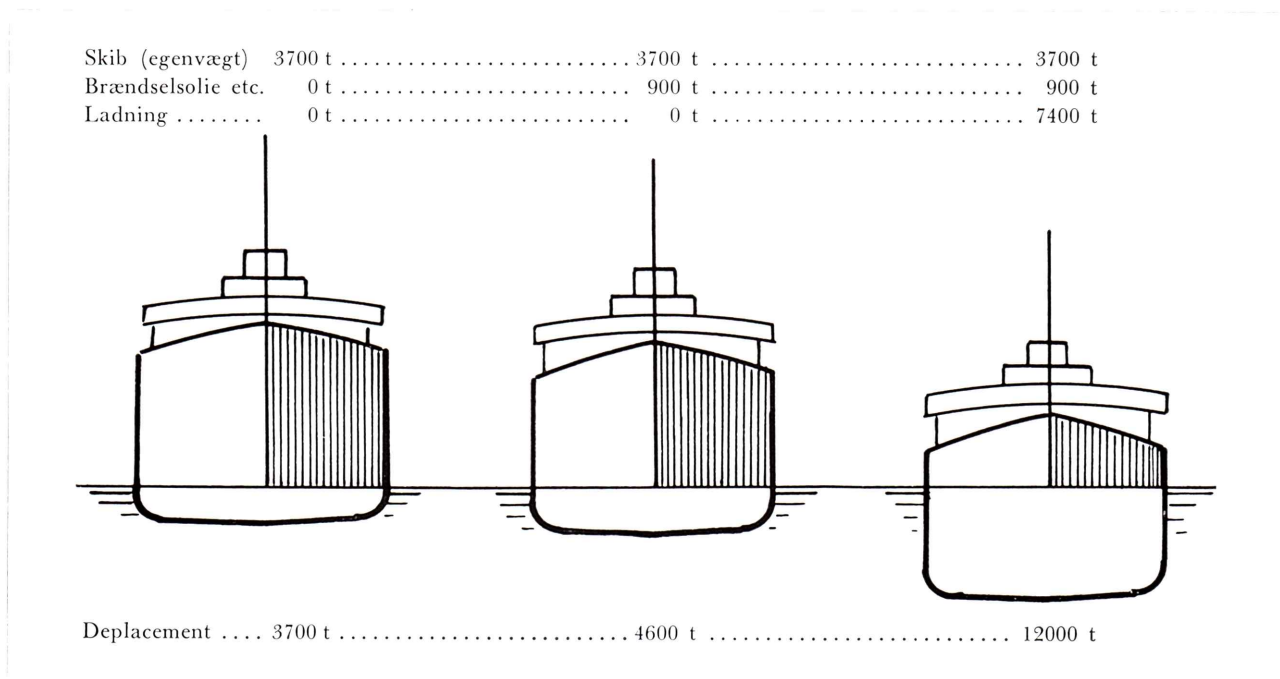 Skib (egenvægt) 3700 t ............................ 3700 t ............................ 3700 t
Brændselsolie etc. 0 t ............................ 900 t ............................ 900 t
Ladning ........ 0 t ............................ 0 t ............................ 7400 t
Deplacement .... 3700 t ............................ 4600 t ........................... 12000 t